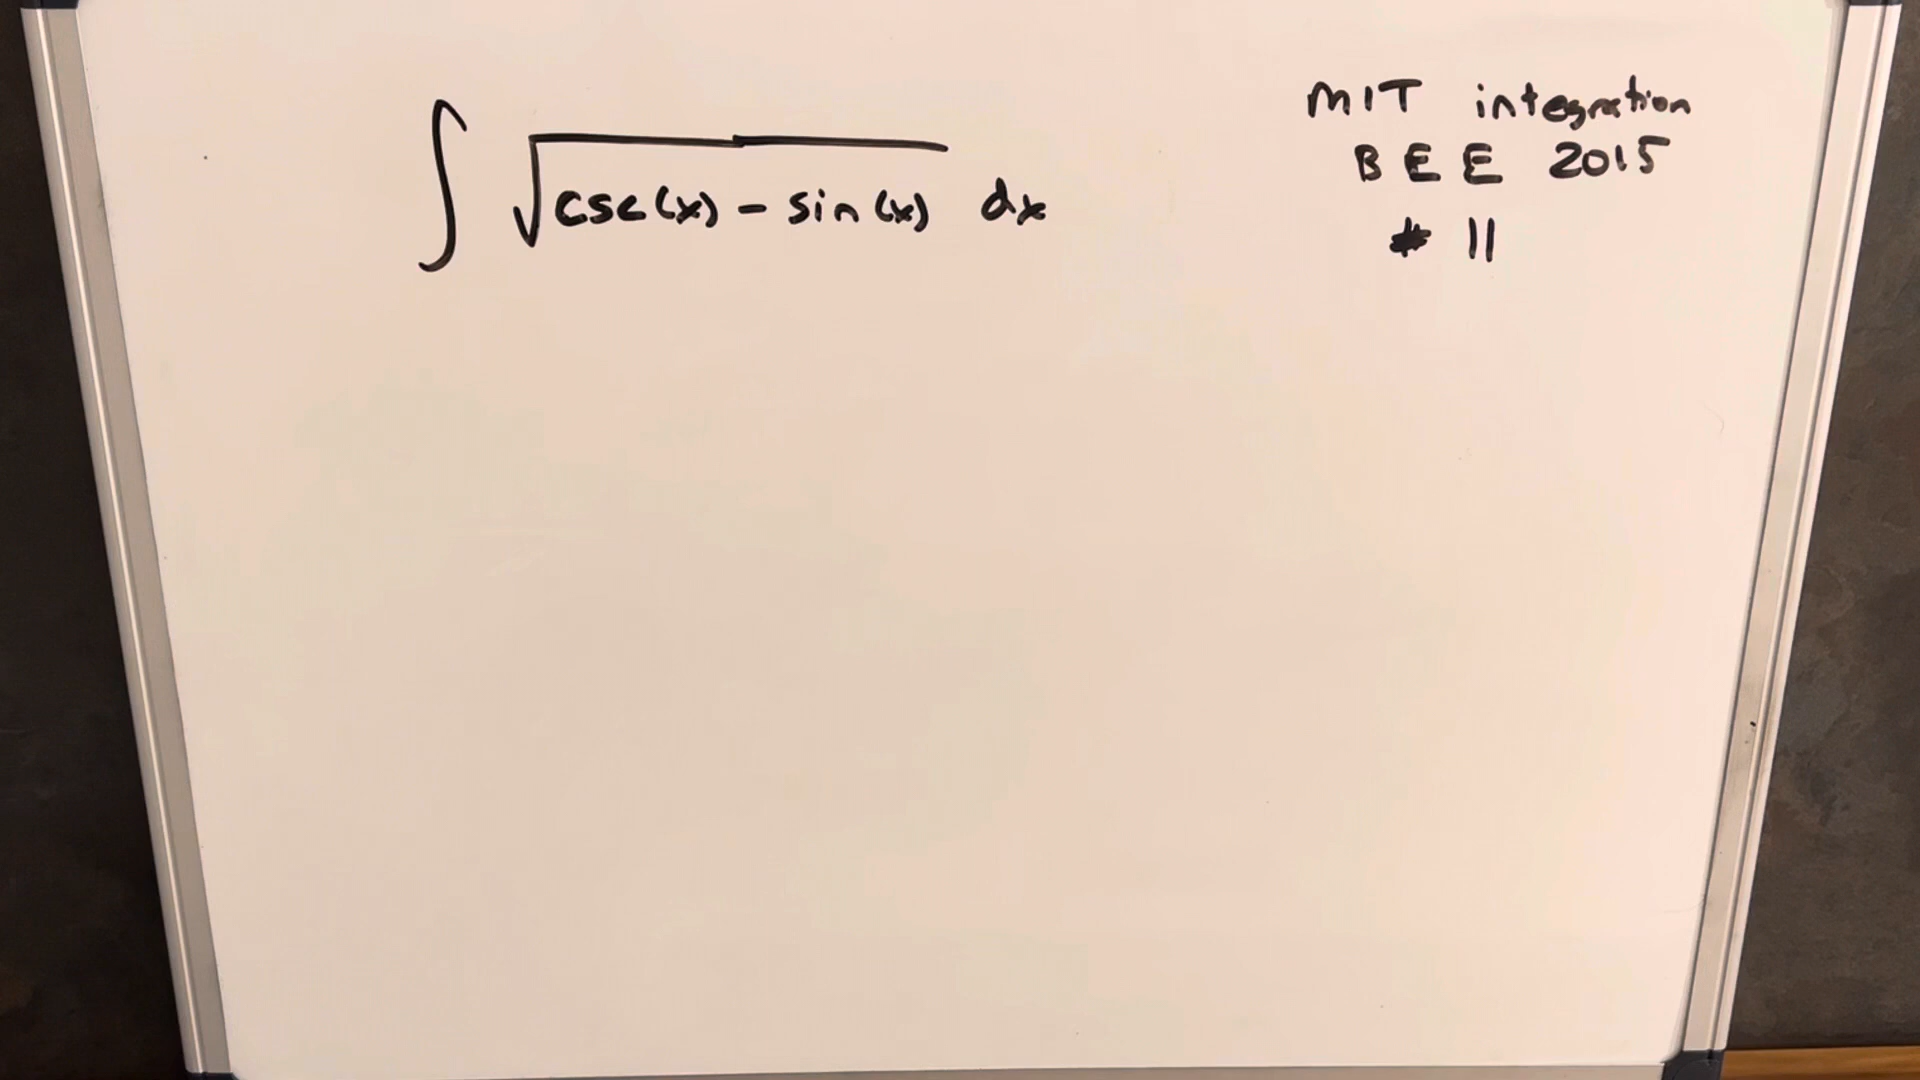 ∫ √(csc(x) - sin(x)) dx
MIT integration
BEE 2015
# 11